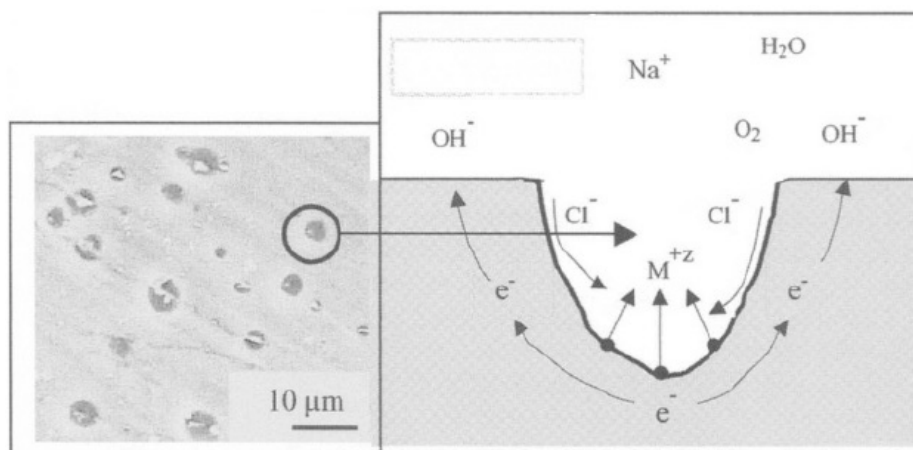 H₂O
Na⁺
OH⁻
O₂
OH⁻
Cl⁻
Cl⁻
M⁺ᶻ
e⁻
e⁻
e⁻
10 μm